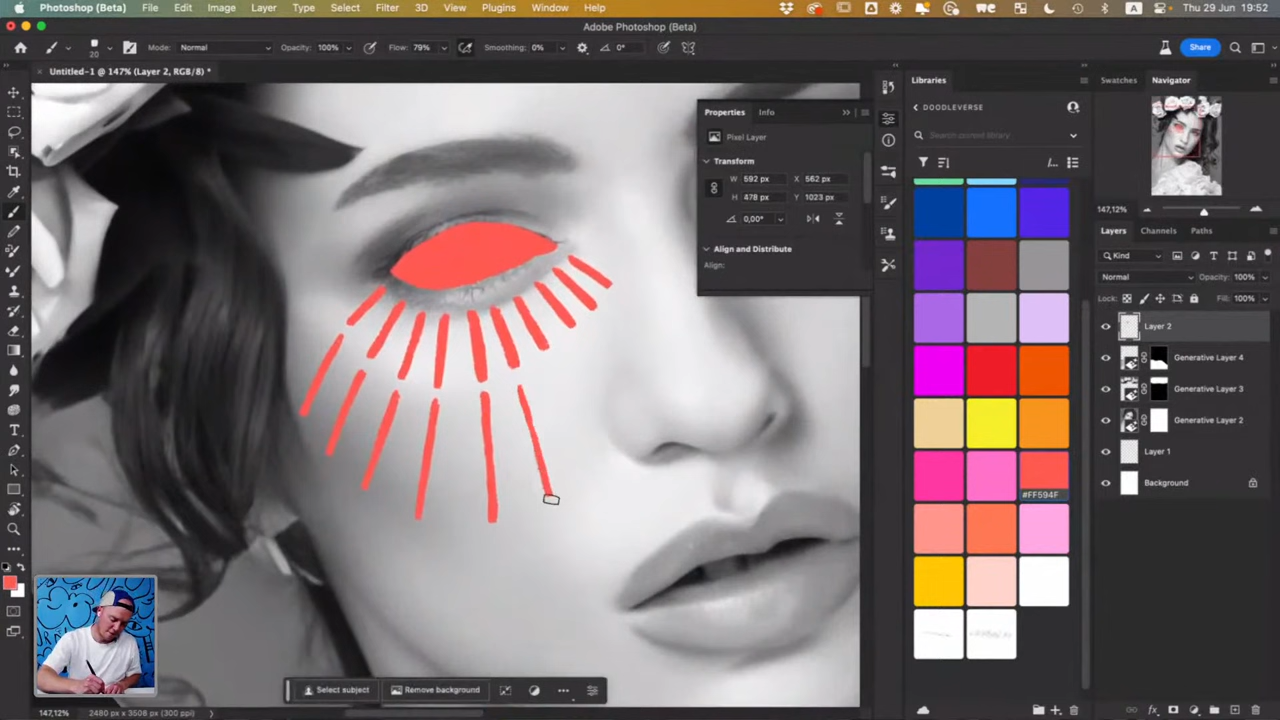 Photoshop (Beta) File Edit Image Layer Type Select Filter 3D View Plugins Window Help A Thu 29 Jun 19:52
Adobe Photoshop (Beta)
20 Mode: Normal Opacity: 100% Flow: 79% Smoothing: 0% 0° Share
Untitled-1 @ 147% (Layer 2, RGB/8) *
Properties Info
Pixel Layer
Transform
W 592 px X 562 px
H 478 px Y 1023 px
0,00°
Align and Distribute
Align:
Libraries
DOODLEVERSE
Search current library
#FF594F
Swatches Navigator
147,12%
Layers Channels Paths
Kind
Normal Opacity: 100%
Lock: Fill: 100%
Layer 2
Generative Layer 4
Generative Layer 3
Generative Layer 2
Layer 1
Background
Select subject Remove background
147,12% 2480 px x 3508 px (300 ppi)